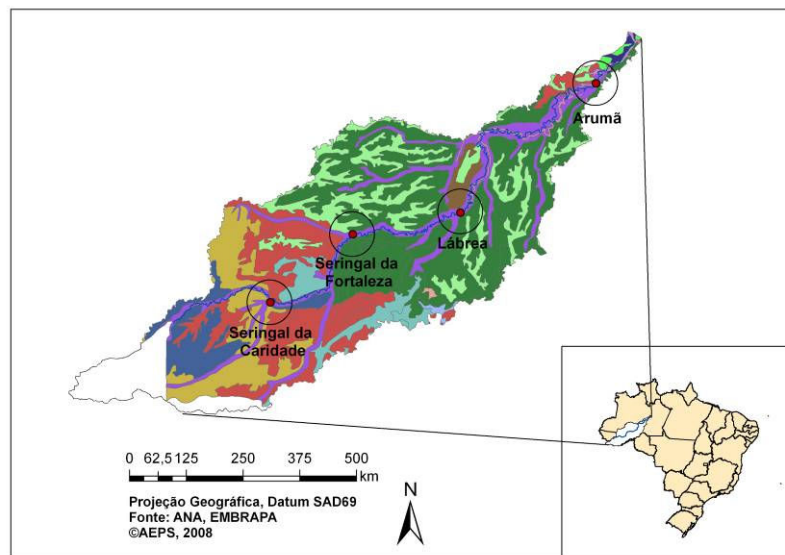 Arumã
Lábrea
Seringal da
Fortaleza
Seringal da
Caridade
0 62,5 125 250 375 500
km
N
Projeção Geográfica, Datum SAD69
Fonte: ANA, EMBRAPA
©AEPS, 2008